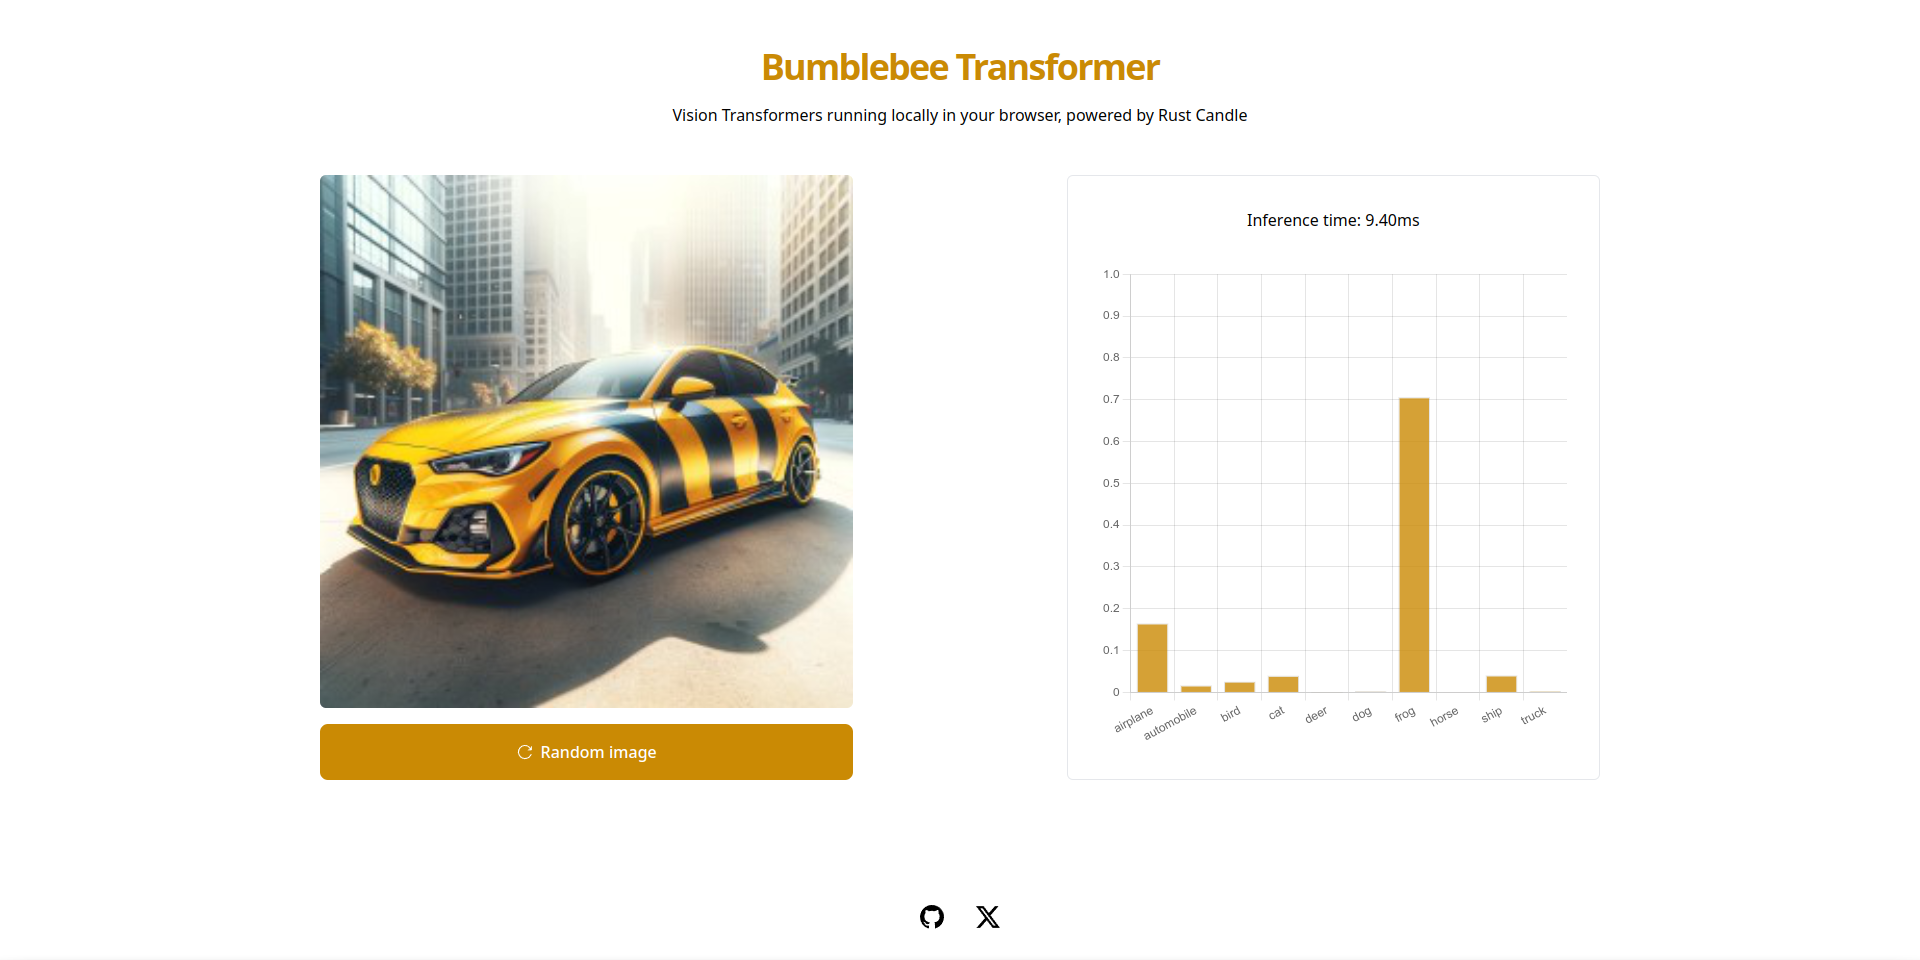 Bumblebee Transformer
Vision Transformers running locally in your browser, powered by Rust Candle
Random image
Inference time: 9.40ms
1.0
0.9
0.8
0.7
0.6
0.5
0.4
0.3
0.2
0.1
0
airplane
automobile
bird
cat
deer
dog
frog
horse
ship
truck